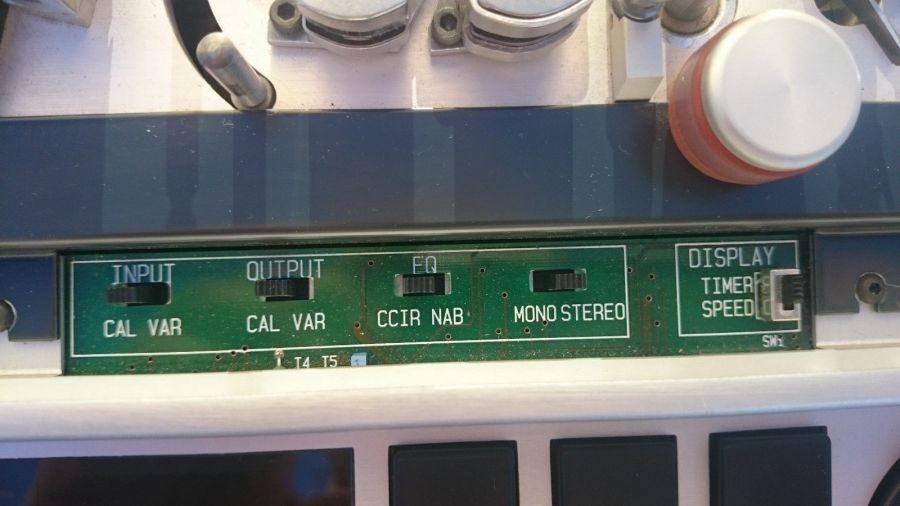 INPUT
CAL VAR
OUTPUT
CAL VAR
EQ
CCIR NAB
MONO STEREO
DISPLAY
TIMER
SPEED
SW1
T4 T5